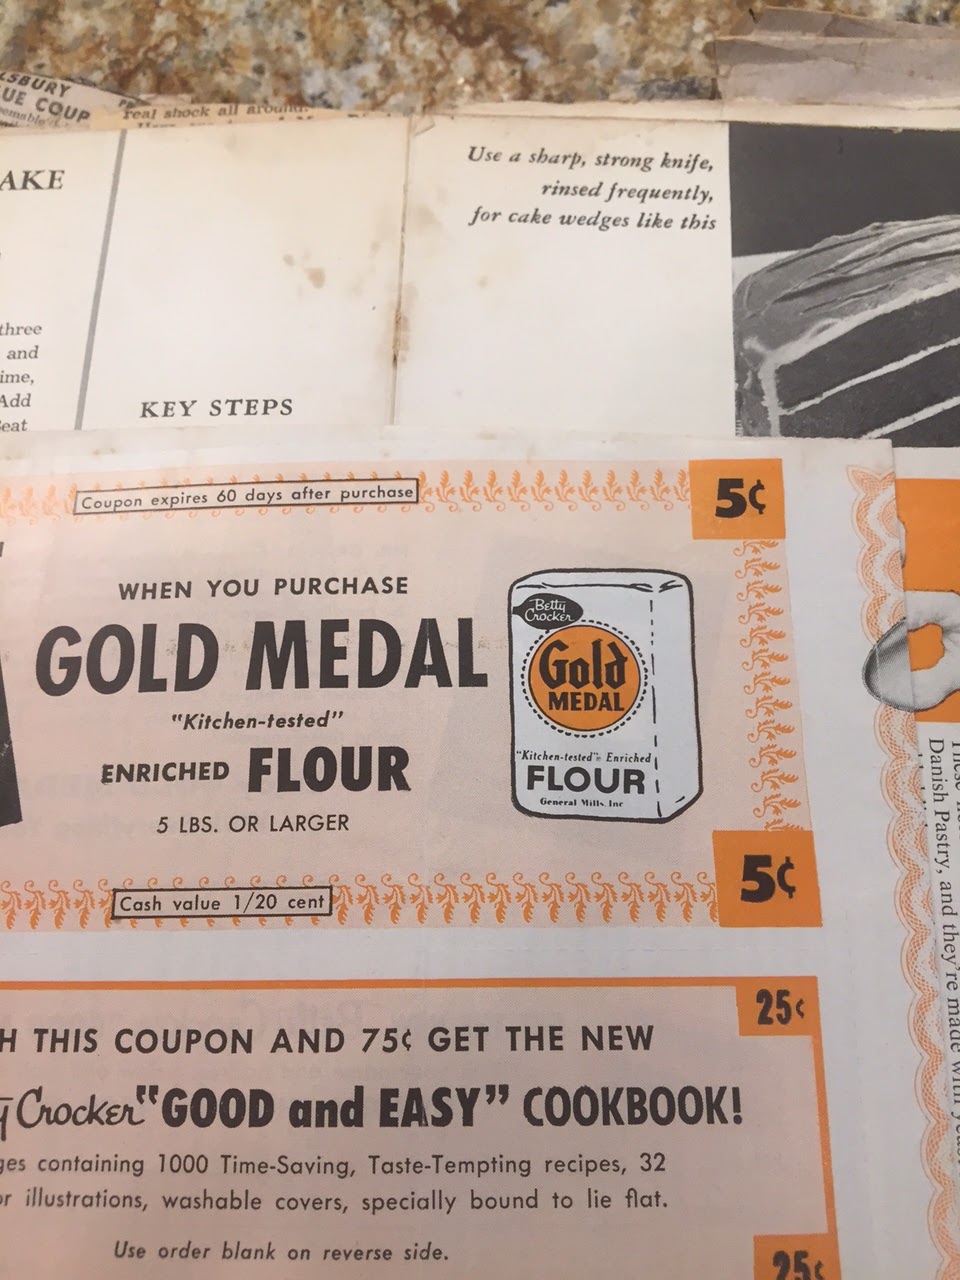 LSBURY
UE COUP
real shock all around
AKE
Use a sharp, strong knife,
rinsed frequently,
for cake wedges like this
three
and
ime,
Add
Beat
KEY STEPS
Coupon expires 60 days after purchase
5¢
WHEN YOU PURCHASE
GOLD MEDAL
"Kitchen-tested"
ENRICHED FLOUR
5 LBS. OR LARGER
Betty
Crocker
Gold
MEDAL
"Kitchen-tested"® Enriched
FLOUR
General Mills, Inc
5¢
Cash value 1/20 cent
25¢
H THIS COUPON AND 75¢ GET THE NEW
y Crocker "GOOD and EASY" COOKBOOK!
ges containing 1000 Time-Saving, Taste-Tempting recipes, 32
or illustrations, washable covers, specially bound to lie flat.
Use order blank on reverse side.
25¢
Danish Pastry, and they're made with yeast